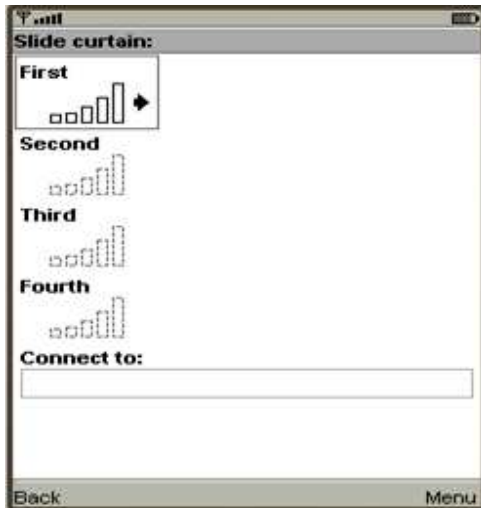 Slide curtain:
First
Second
Third
Fourth
Connect to:
Back Menu